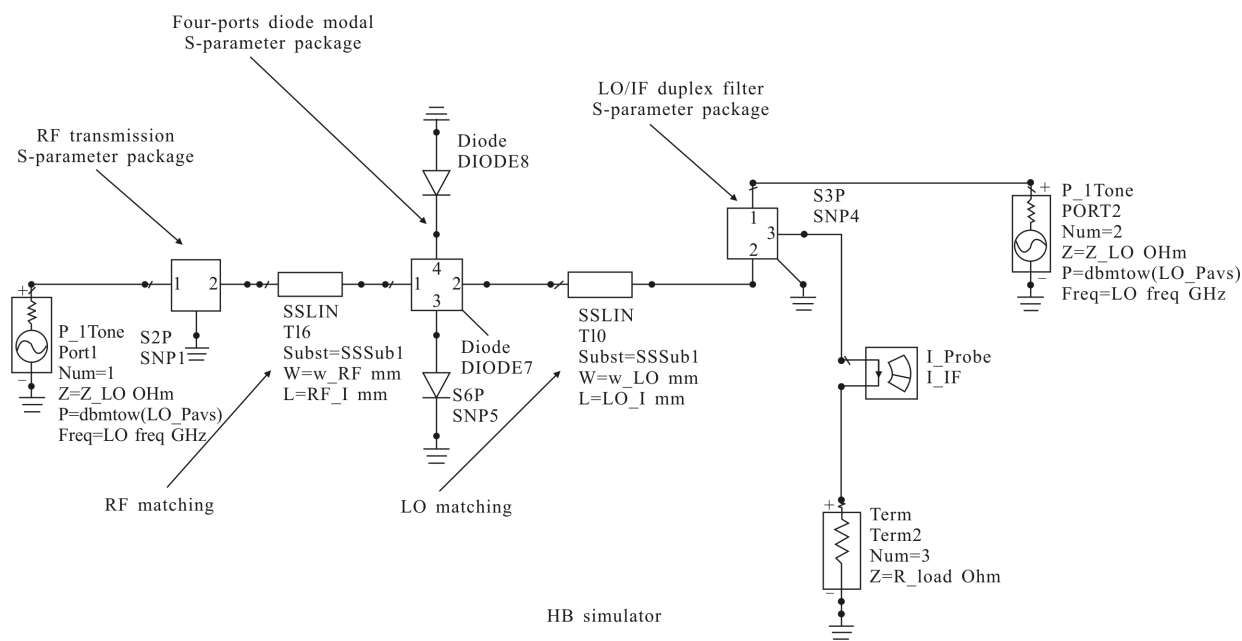 Four-ports diode modal
S-parameter package
LO/IF duplex filter
S-parameter package
RF transmission
S-parameter package
Diode
DIODE8
S3P
SNP4
P_1Tone
PORT2
Num=2
Z=Z_LO OHm
P=dbmtow(LO_Pavs)
Freq=LO freq GHz
+
−
1
2
3
1
2
4
1
2
3
+
−
P_1Tone
Port1
Num=1
Z=Z_LO OHm
P=dbmtow(LO_Pavs)
Freq=LO freq GHz
S2P
SNP1
SSLIN
T16
Subst=SSSub1
W=w_RF mm
L=RF_I mm
Diode
DIODE7
S6P
SNP5
SSLIN
T10
Subst=SSSub1
W=w_LO mm
L=LO_I mm
I_Probe
I_IF
RF matching
LO matching
+
−
Term
Term2
Num=3
Z=R_load Ohm
HB simulator